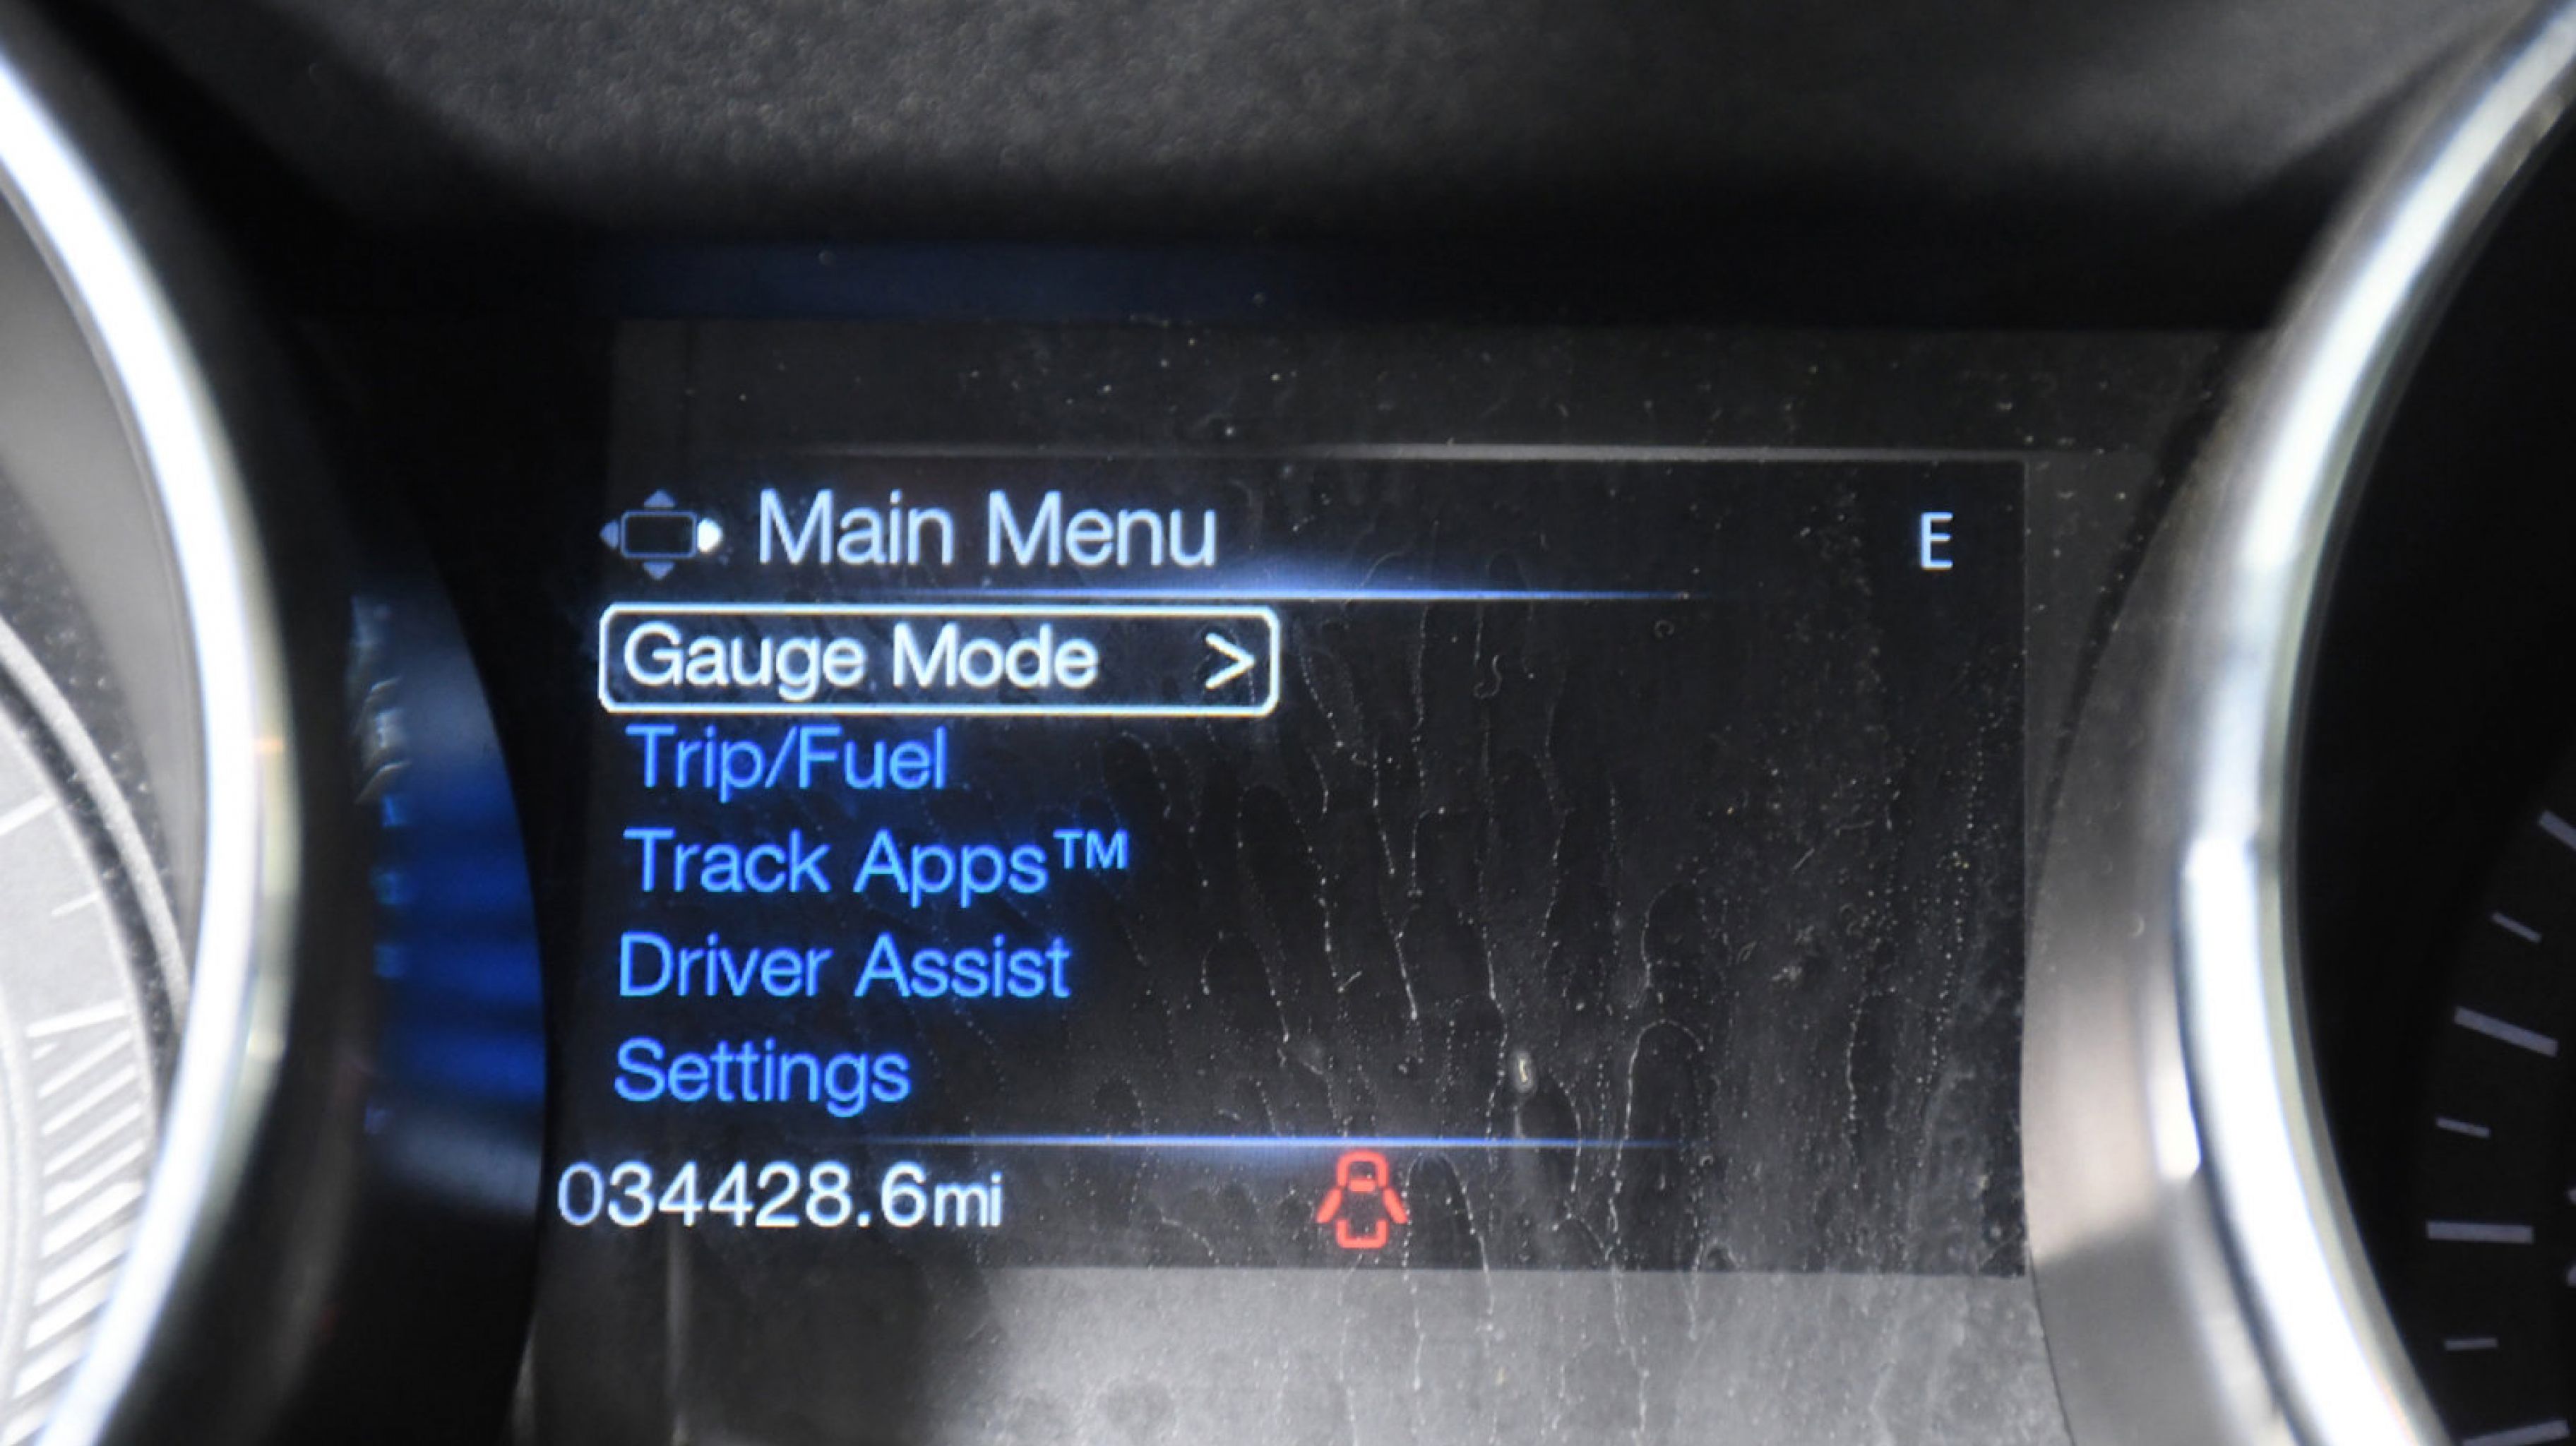 Main Menu
E
Gauge Mode >
Trip/Fuel
Track Apps™
Driver Assist
Settings
034428.6mi